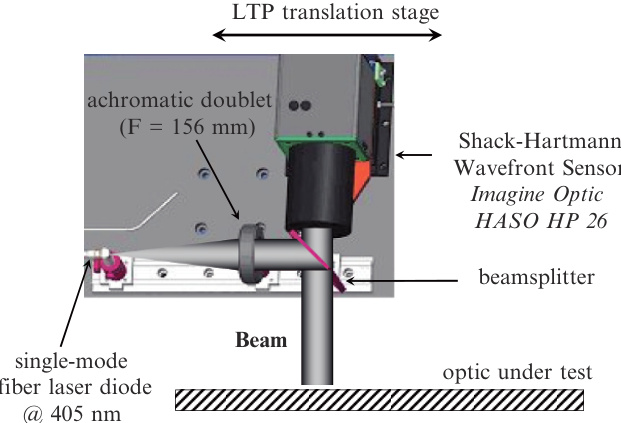 LTP translation stage
achromatic doublet
(F = 156 mm)
Shack-Hartmann
Wavefront Sensor
Imagine Optic
HASO HP 26
beamsplitter
Beam
single-mode
fiber laser diode
@ 405 nm
optic under test